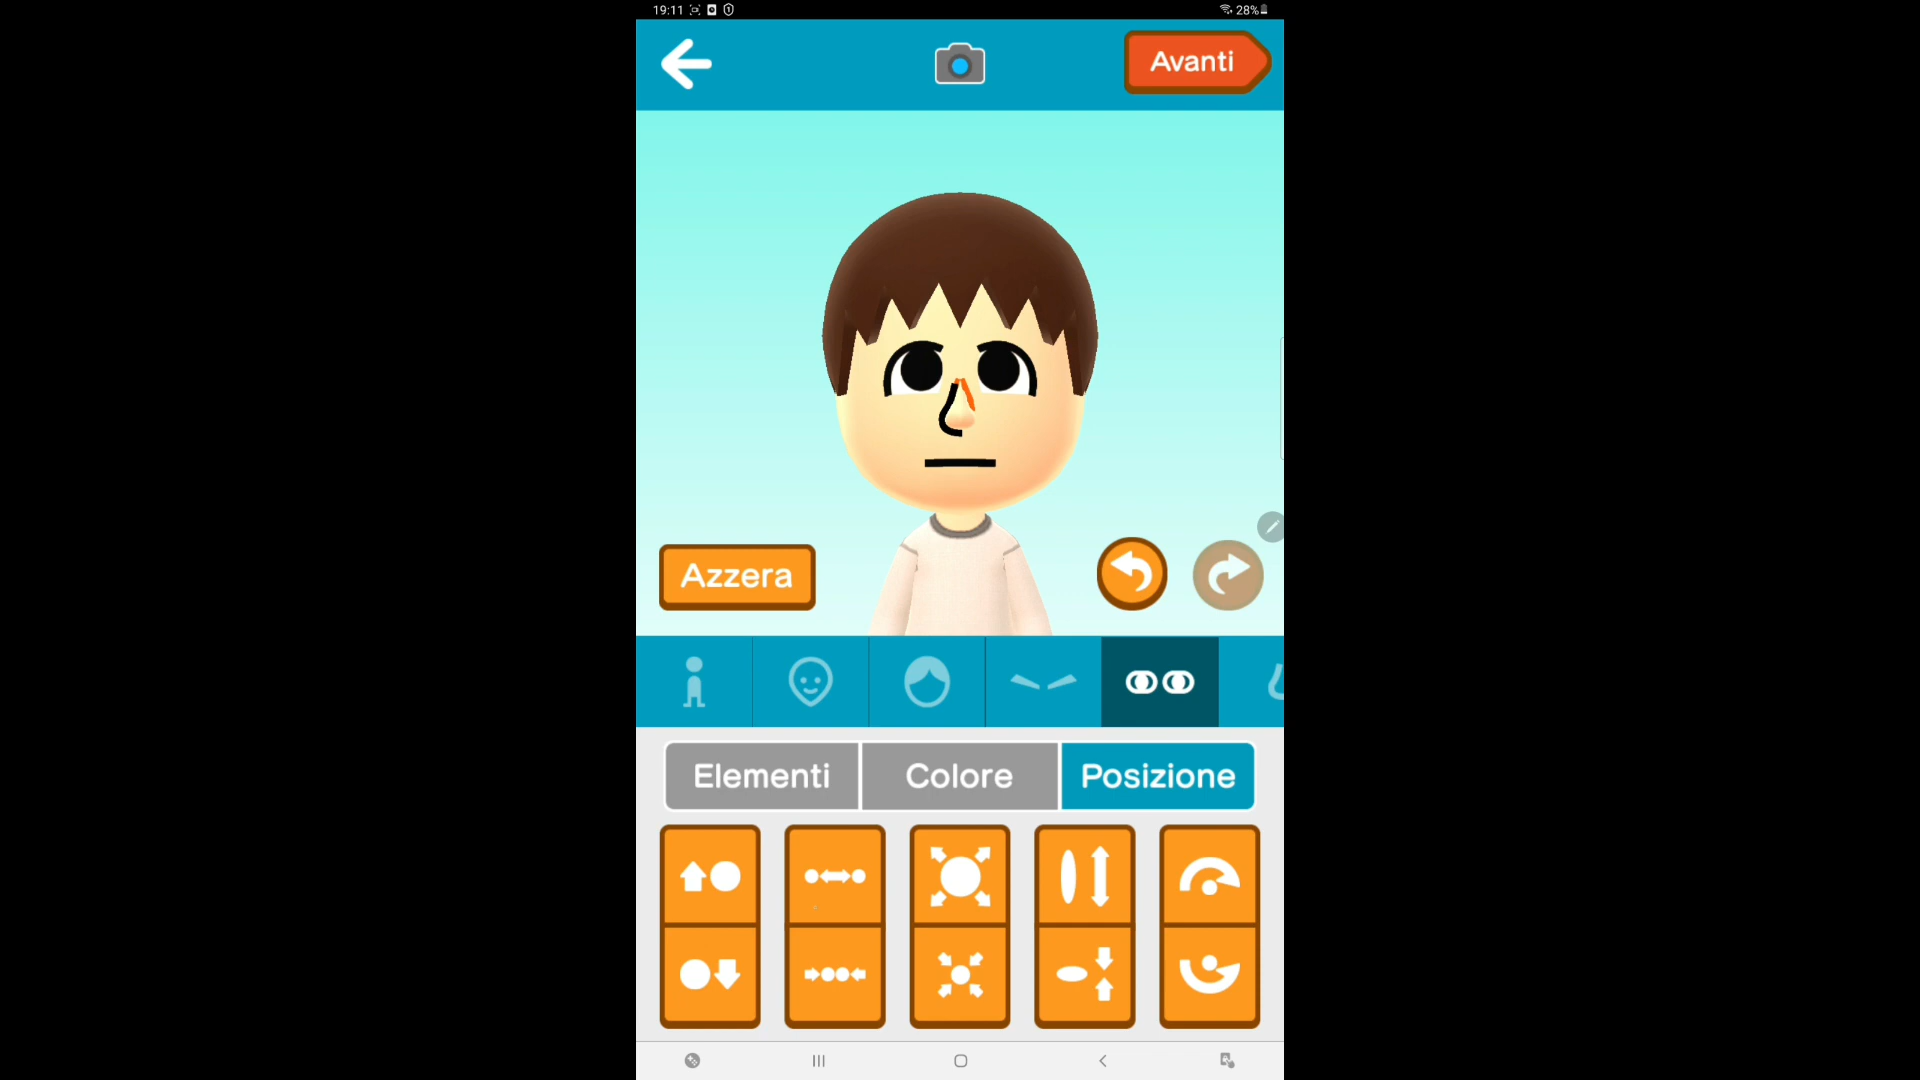 19:11
28%
Avanti
Azzera
Elementi
Colore
Posizione